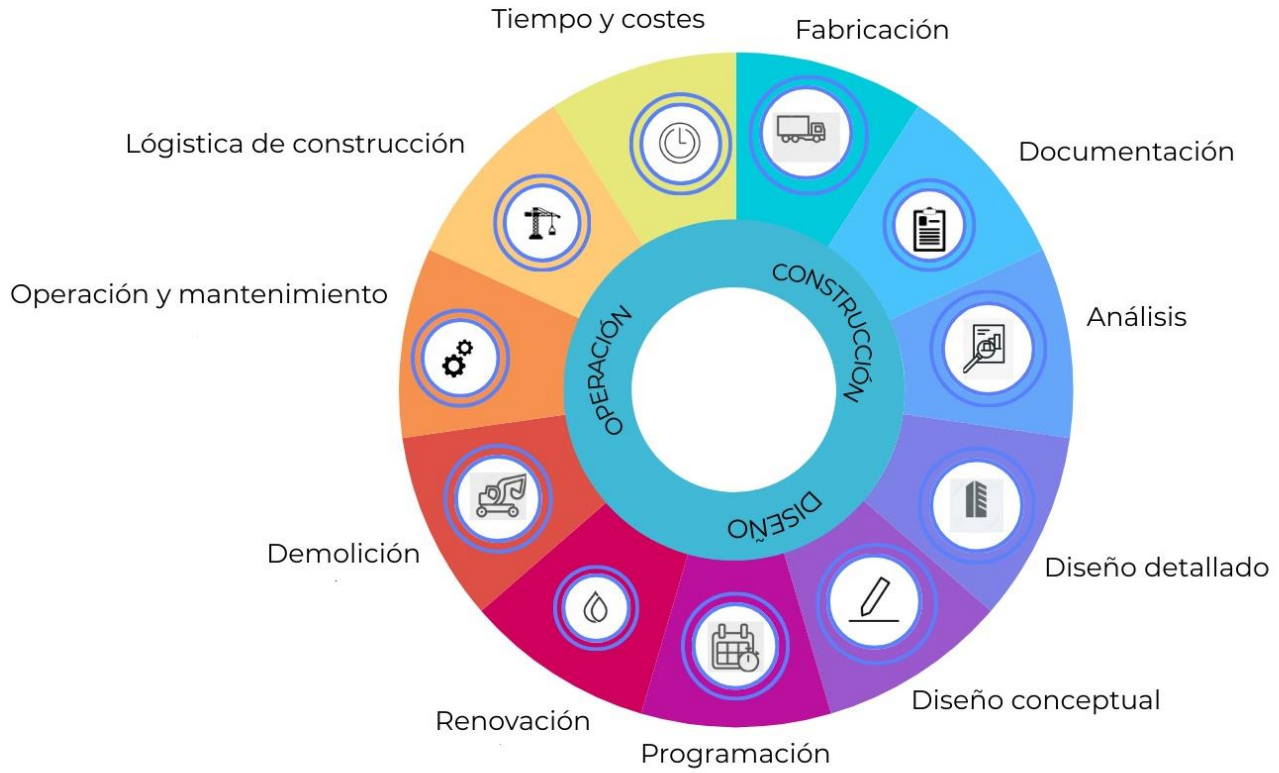 Tiempo y costes
Fabricación
Lógistica de construcción
Documentación
Operación y mantenimiento
Análisis
CONSTRUCCIÓN
OPERACIÓN
DISEÑO
Demolición
Diseño detallado
Renovación
Diseño conceptual
Programación